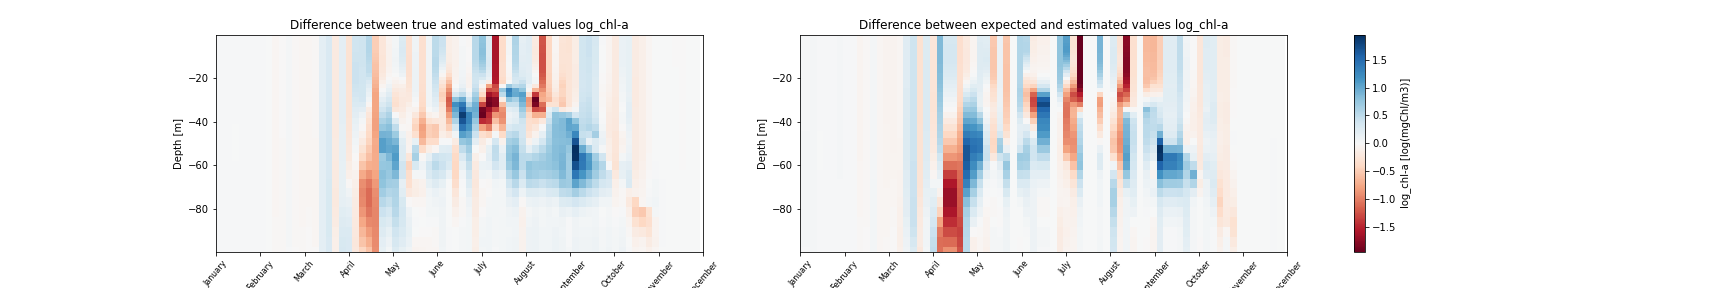 Difference between true and estimated values log_chl-a
Difference between expected and estimated values log_chl-a
Depth [m]
−20
−40
−60
−80
January
February
March
April
May
June
July
August
October
Depth [m]
−20
−40
−60
−80
January
February
March
April
May
June
July
August
October
1.5
1.0
0.5
0.0
−0.5
−1.0
−1.5
log_chl-a [log(mgChl/m3)]